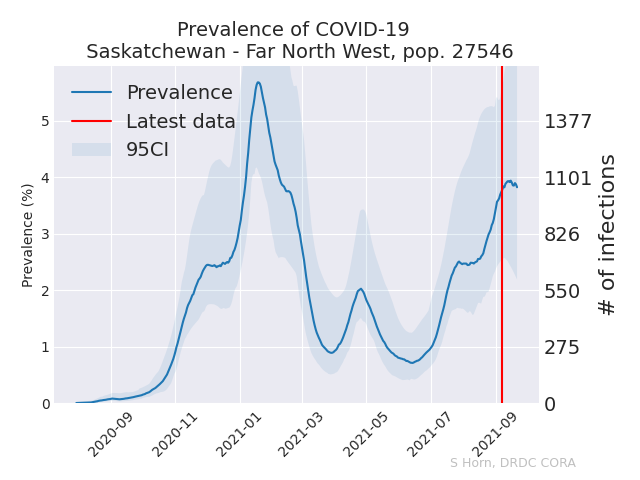 Prevalence of COVID-19
Saskatchewan - Far North West, pop. 27546
Prevalence
Latest data
95CI
Prevalence (%)
5
4
3
2
1
0
1377
1101
826
550
275
0
# of infections
2020-09
2020-11
2021-01
2021-03
2021-05
2021-07
2021-09
S Horn, DRDC CORA